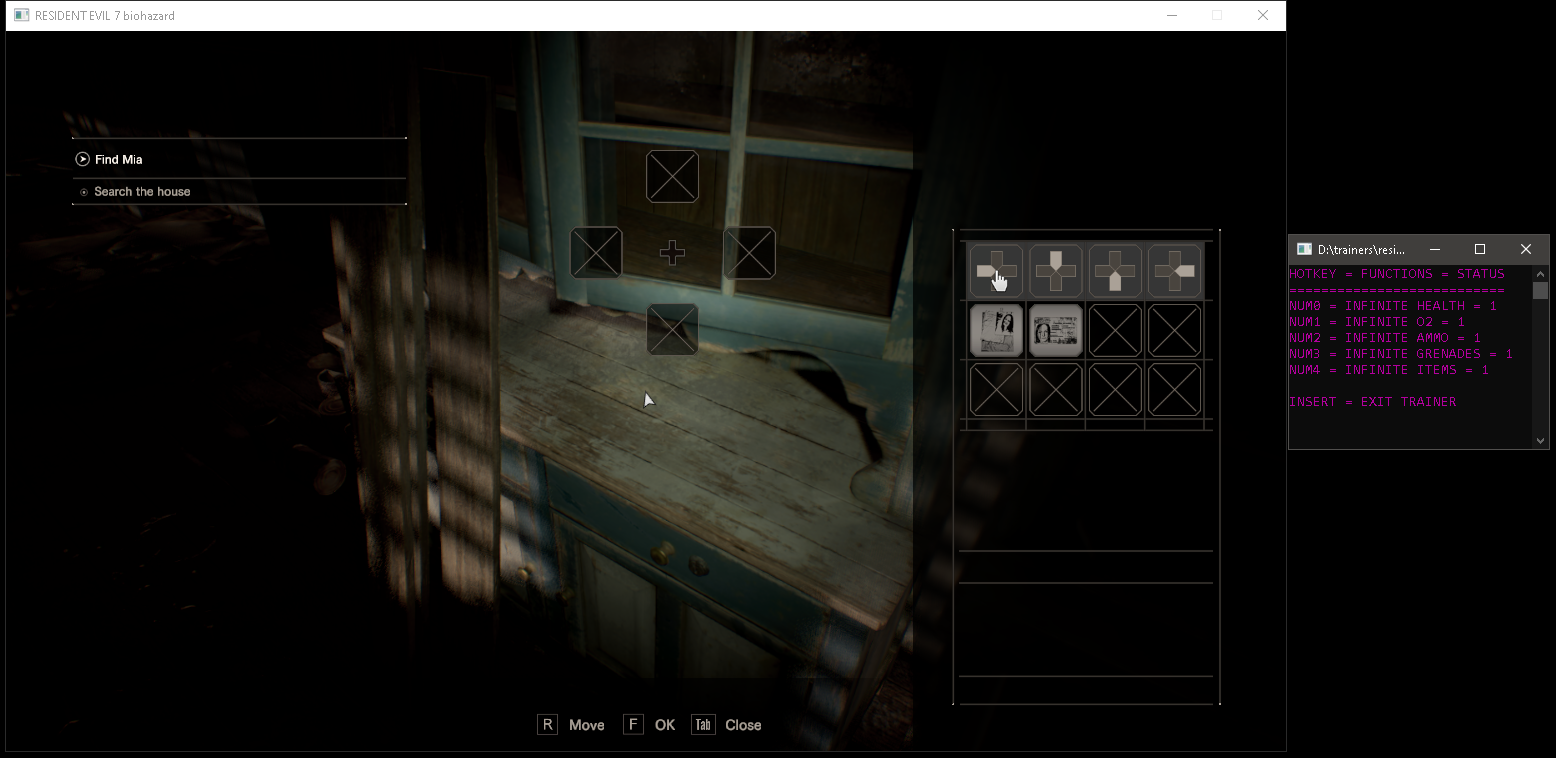 RESIDENT EVIL 7 biohazard
Find Mia
Search the house
R Move F OK Tab Close
D:\trainers\resi...
HOTKEY = FUNCTIONS = STATUS
===========================
NUM0 = INFINITE HEALTH = 1
NUM1 = INFINITE O2 = 1
NUM2 = INFINITE AMMO = 1
NUM3 = INFINITE GRENADES = 1
NUM4 = INFINITE ITEMS = 1
INSERT = EXIT TRAINER